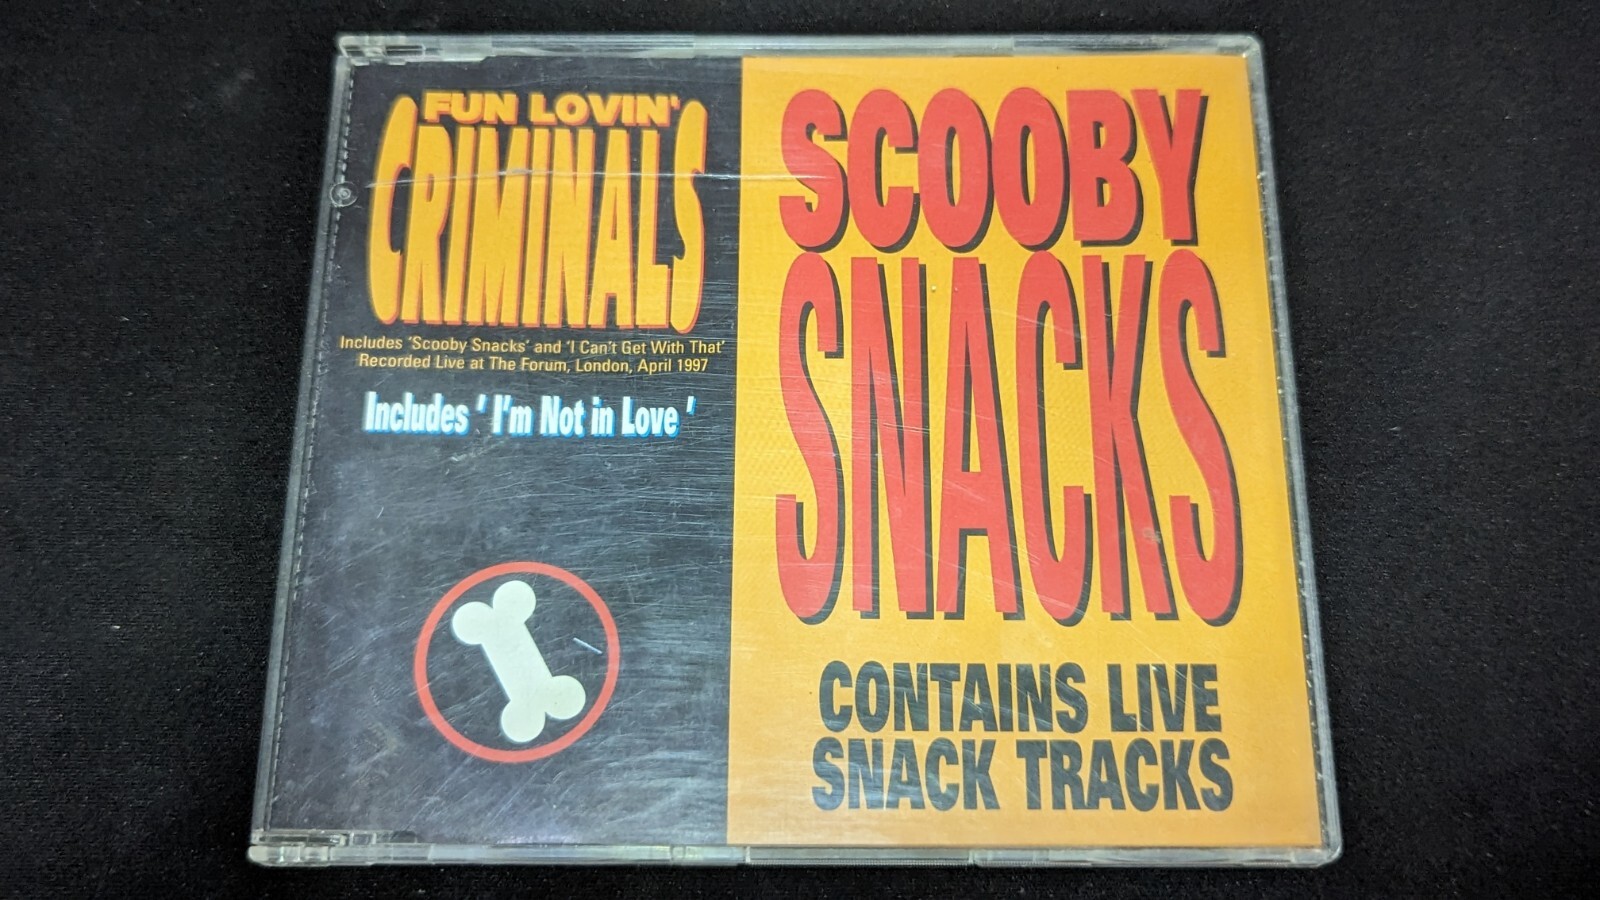 FUN LOVIN'
CRIMINALS
Includes 'Scooby Snacks' and 'I Can't Get With That'
Recorded Live at The Forum, London, April 1997
Includes ' I'm Not in Love '
SCOOBY
SNACKS
CONTAINS LIVE
SNACK TRACKS